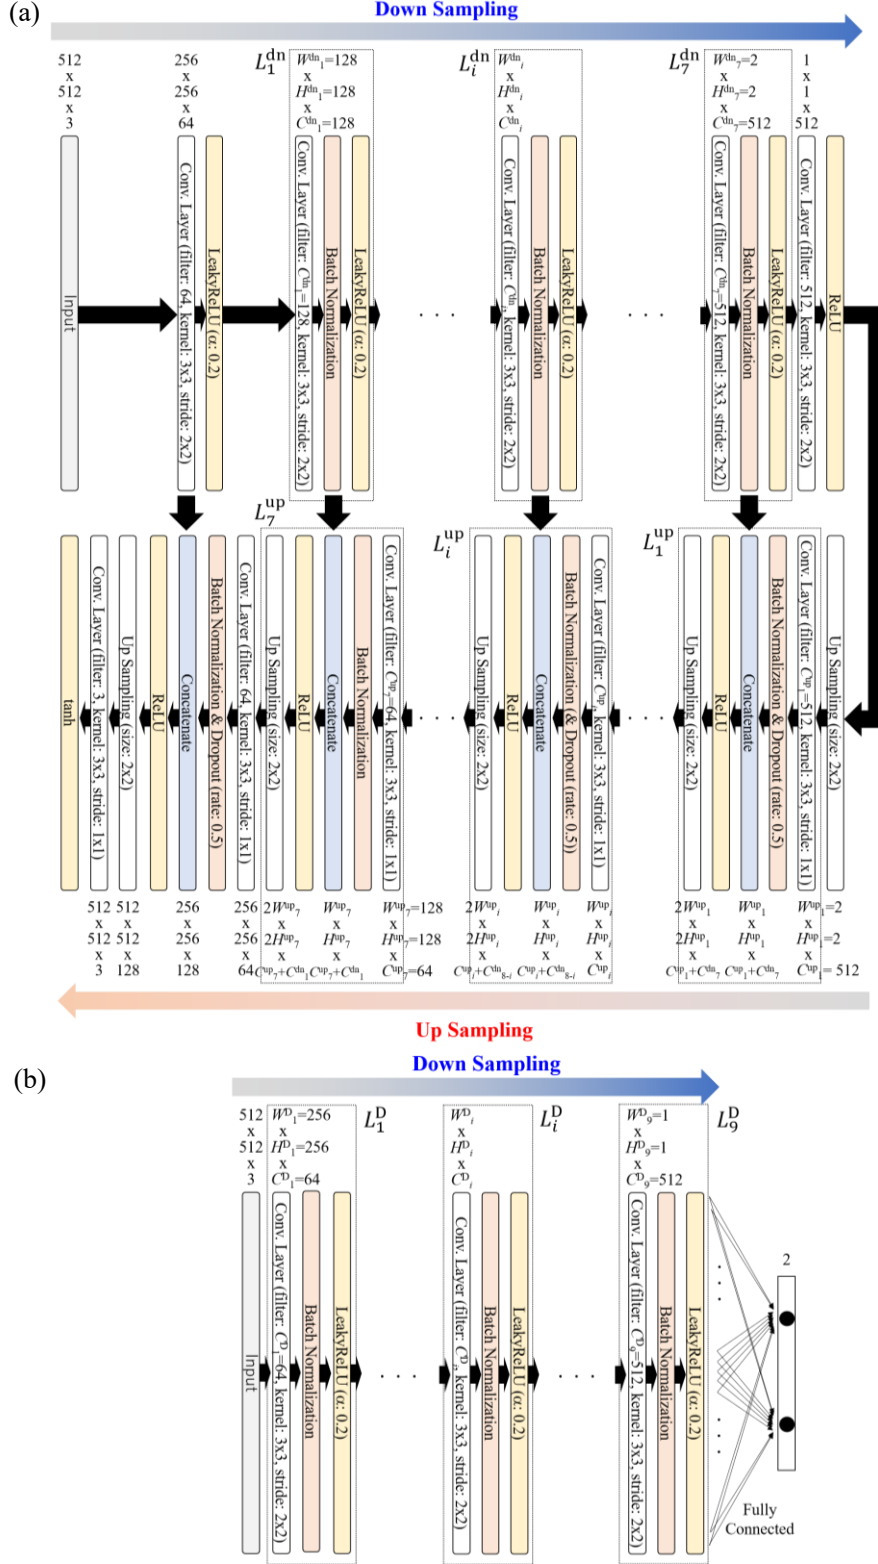 (a)
Down Sampling
512
x
512
x
3
256
x
256
x
64
L₁ᵈⁿ
Wᵈⁿ₁=128
x
Hᵈⁿ₁=128
x
Cᵈⁿ₁=128
Lᵢᵈⁿ
Wᵈⁿᵢ
x
Hᵈⁿᵢ
x
Cᵈⁿᵢ
L₇ᵈⁿ
Wᵈⁿ₇=2
x
Hᵈⁿ₇=2
x
Cᵈⁿ₇=512
1
x
1
x
512
Input
Conv. Layer (filter: 64, kernel: 3x3, stride: 2x2)
LeakyReLU (α: 0.2)
Conv. Layer (filter: Cᵈⁿ₁=128, kernel: 3x3, stride: 2x2)
Batch Normalization
LeakyReLU (α: 0.2)
. . .
Conv. Layer (filter: Cᵈⁿᵢ, kernel: 3x3, stride: 2x2)
Batch Normalization
LeakyReLU (α: 0.2)
. . .
Conv. Layer (filter: Cᵈⁿ₇=512, kernel: 3x3, stride: 2x2)
Batch Normalization
LeakyReLU (α: 0.2)
Conv. Layer (filter: 512, kernel: 3x3, stride: 2x2)
ReLU
L₇ᵘᵖ
Lᵢᵘᵖ
L₁ᵘᵖ
tanh
Conv. Layer (filter: 3, kernel: 3x3, stride: 1x1)
Up Sampling (size: 2x2)
ReLU
Concatenate
Batch Normalization & Dropout (rate: 0.5)
Conv. Layer (filter: 64, kernel: 3x3, stride: 1x1)
Up Sampling (size: 2x2)
ReLU
Concatenate
Batch Normalization
Conv. Layer (filter: Cᵘᵖ₇=64, kernel: 3x3, stride: 1x1)
. . .
Up Sampling (size: 2x2)
ReLU
Concatenate
Batch Normalization & Dropout (rate: 0.5))
Conv. Layer (filter: Cᵘᵖᵢ, kernel: 3x3, stride: 1x1)
. . .
Up Sampling (size: 2x2)
ReLU
Concatenate
Batch Normalization & Dropout (rate: 0.5)
Conv. Layer (filter: Cᵘᵖ₁=512, kernel: 3x3, stride: 1x1)
Up Sampling (size: 2x2)
512
x
512
x
3
512
x
512
x
128
256
x
256
x
128
256
x
256
x
64
2Wᵘᵖ₇
x
2Hᵘᵖ₇
x
Cᵘᵖ₇+Cᵈⁿ₁
Wᵘᵖ₇
x
Hᵘᵖ₇
x
Cᵘᵖ₇+Cᵈⁿ₁
Wᵘᵖ₇=128
x
Hᵘᵖ₇=128
x
Cᵘᵖ₇=64
2Wᵘᵖᵢ
x
2Hᵘᵖᵢ
x
Cᵘᵖᵢ+Cᵈⁿ₈₋ᵢ
Wᵘᵖᵢ
x
Hᵘᵖᵢ
x
Cᵘᵖᵢ+Cᵈⁿ₈₋ᵢ
Wᵘᵖᵢ
x
Hᵘᵖᵢ
x
Cᵘᵖᵢ
2Wᵘᵖ₁
x
2Hᵘᵖ₁
x
Cᵘᵖ₁+Cᵈⁿ₇
Wᵘᵖ₁
x
Hᵘᵖ₁
x
Cᵘᵖ₁+Cᵈⁿ₇
Wᵘᵖ₁=2
x
Hᵘᵖ₁=2
x
Cᵘᵖ₁= 512
Up Sampling
(b)
Down Sampling
512
x
512
x
3
Wᴰ₁=256
x
Hᴰ₁=256
x
Cᴰ₁=64
L₁ᴰ
Wᴰᵢ
x
Hᴰᵢ
x
Cᴰᵢ
Lᵢᴰ
Wᴰ₉=1
x
Hᴰ₉=1
x
Cᴰ₉=512
L₉ᴰ
Input
Conv. Layer (filter: Cᴰ₁=64, kernel: 3x3, stride: 2x2)
Batch Normalization
LeakyReLU (α: 0.2)
. . .
Conv. Layer (filter: Cᴰᵢ, kernel: 3x3, stride: 2x2)
Batch Normalization
LeakyReLU (α: 0.2)
. . .
Conv. Layer (filter: Cᴰ₉=512, kernel: 3x3, stride: 2x2)
Batch Normalization
LeakyReLU (α: 0.2)
. . .
. . .
2
Fully
Connected